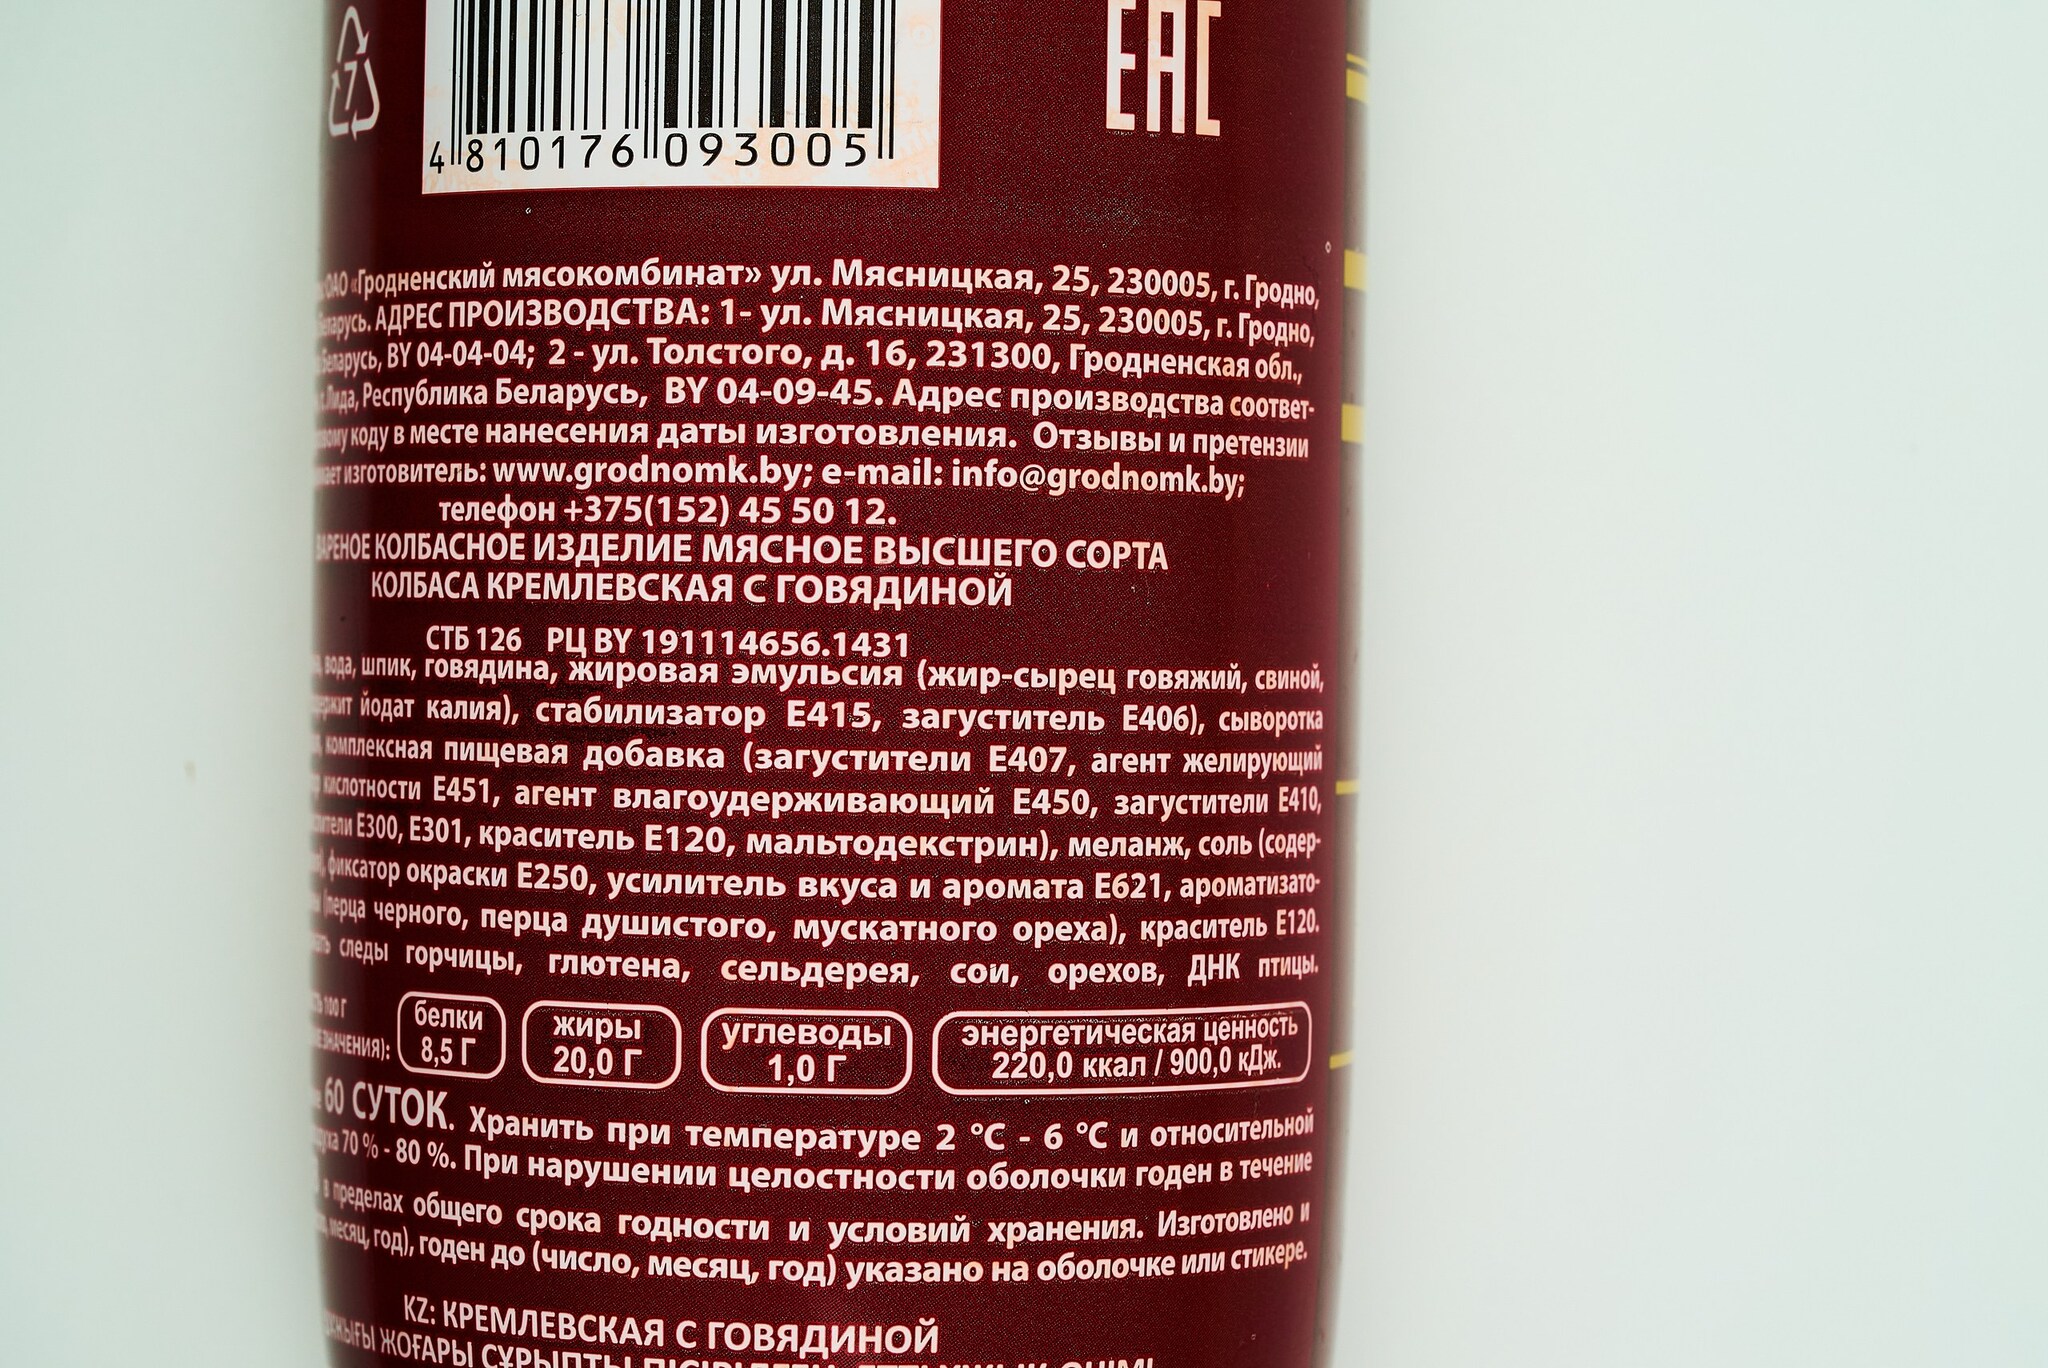 7
EAC
4 810176 093005
ОАО «Гродненский мясокомбинат» ул. Мясницкая, 25, 230005, г. Гродно,
Беларусь. АДРЕС ПРОИЗВОДСТВА: 1- ул. Мясницкая, 25, 230005, г. Гродно,
Беларусь, BY 04-04-04; 2 - ул. Толстого, д. 16, 231300, Гродненская обл.,
г.Лида, Республика Беларусь, BY 04-09-45. Адрес производства соответ-
коду в месте нанесения даты изготовления. Отзывы и претензии
изготовитель: www.grodnomk.by; e-mail: info@grodnomk.by;
телефон +375(152) 45 50 12.
ВАРЕНОЕ КОЛБАСНОЕ ИЗДЕЛИЕ МЯСНОЕ ВЫСШЕГО СОРТА
КОЛБАСА КРЕМЛЕВСКАЯ С ГОВЯДИНОЙ
СТБ 126 РЦ BY 191114656.1431
вода, шпик, говядина, жировая эмульсия (жир-сырец говяжий, свиной,
йодат калия), стабилизатор Е415, загуститель Е406), сыворотка
комплексная пищевая добавка (загустители Е407, агент желирующий
кислотности Е451, агент влагоудерживающий Е450, загустители Е410,
Е300, Е301, краситель Е120, мальтодекстрин), меланж, соль (содер-
фиксатор окраски Е250, усилитель вкуса и аромата Е621, ароматизато-
(перца черного, перца душистого, мускатного ореха), краситель Е120.
следы горчицы, глютена, сельдерея, сои, орехов, ДНК птицы.
100 Г
ЗНАЧЕНИЯ):
белки
8,5 Г
жиры
20,0 Г
углеводы
1,0 Г
энергетическая ценность
220,0 ккал / 900,0 кДж.
60 СУТОК. Хранить при температуре 2 °С - 6 °С и относительной
70 % - 80 %. При нарушении целостности оболочки годен в течение
в пределах общего срока годности и условий хранения. Изготовлено и
месяц, год), годен до (число, месяц, год) указано на оболочке или стикере.
KZ: КРЕМЛЕВСКАЯ С ГОВЯДИНОЙ
ЖОҒАРЫ СҰРЫПТЫ